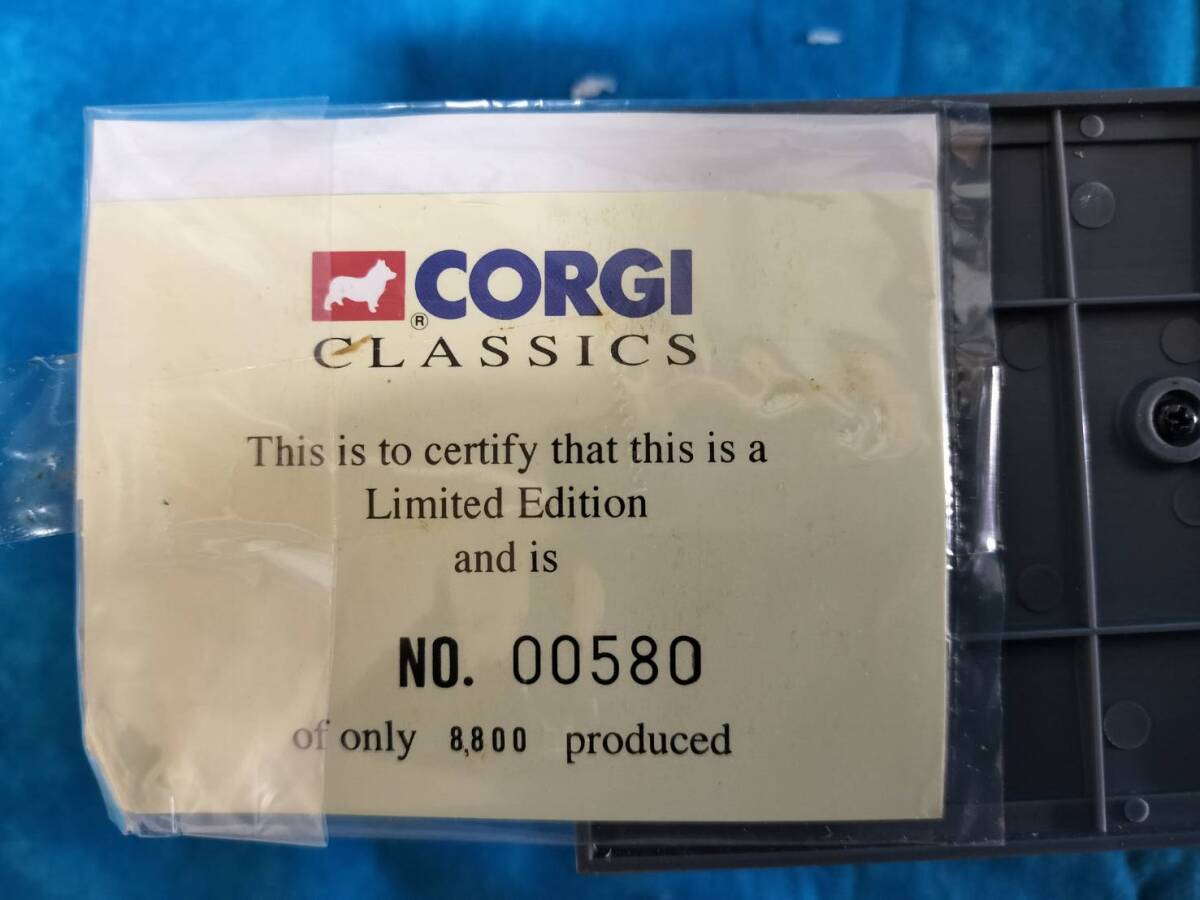 ® CORGI
CLASSICS
This is to certify that this is a
Limited Edition
and is
NO. 00580
of only 8,800 produced